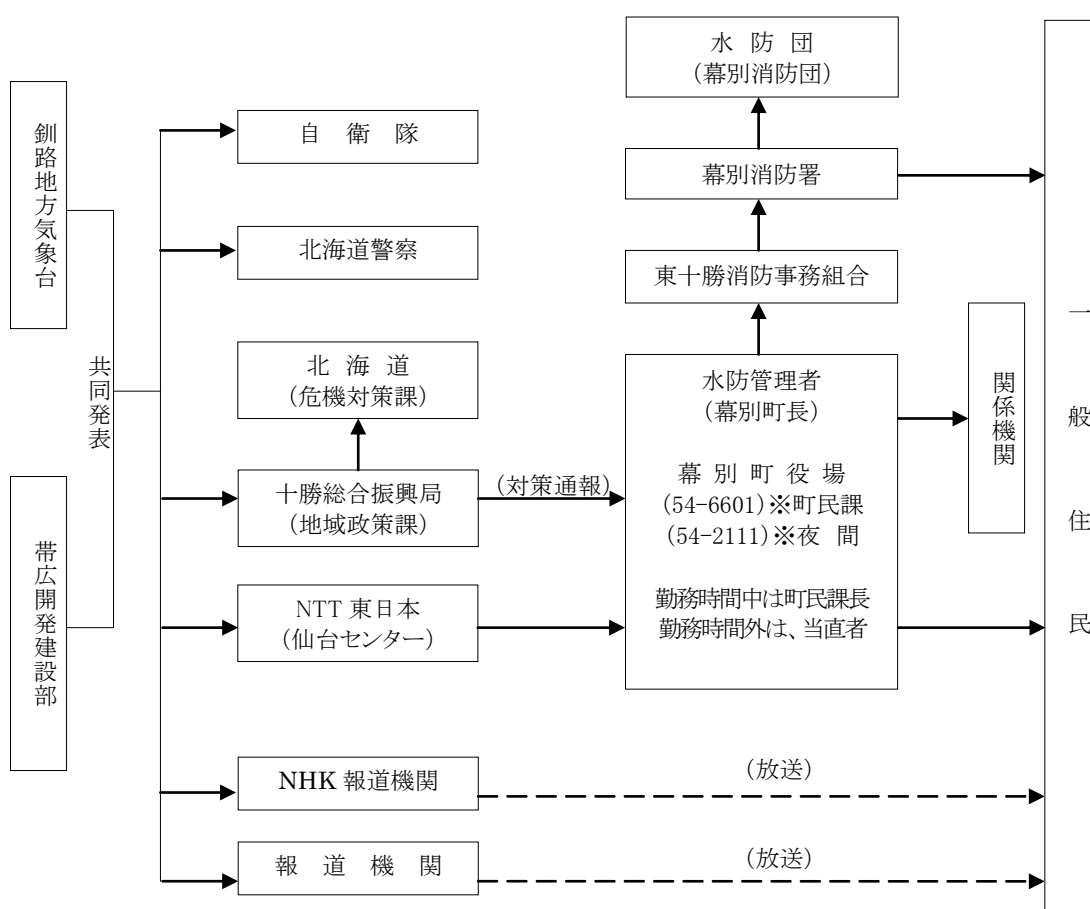 釧路地方気象台
帯広開発建設部
共同発表
自　衛　隊
北海道警察
北　海　道
（危機対策課）
十勝総合振興局
（地域政策課）
（対策通報）
NTT 東日本
（仙台センター）
NHK 報道機関
（放送）
報　道　機　関
（放送）
水　防　団
（幕別消防団）
幕別消防署
東十勝消防事務組合
水防管理者
（幕別町長）
幕　別　町　役　場
(54-6601)※町民課
(54-2111)※夜　間
勤務時間中は町民課長
勤務時間外は、当直者
関係機関
一般住民